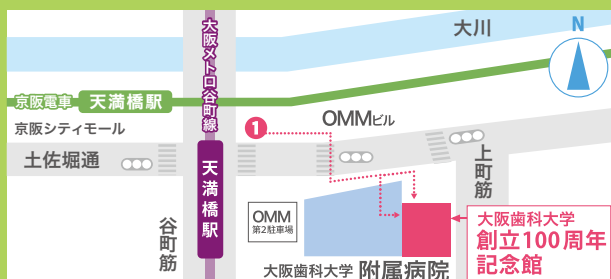 大川
N
大阪メトロ谷町線
京阪電車 天満橋駅
京阪シティモール
1
OMMビル
土佐堀通
天満橋駅
上町筋
谷町筋
OMM
第2駐車場
大阪歯科大学
創立100周年
記念館
大阪歯科大学 附属病院